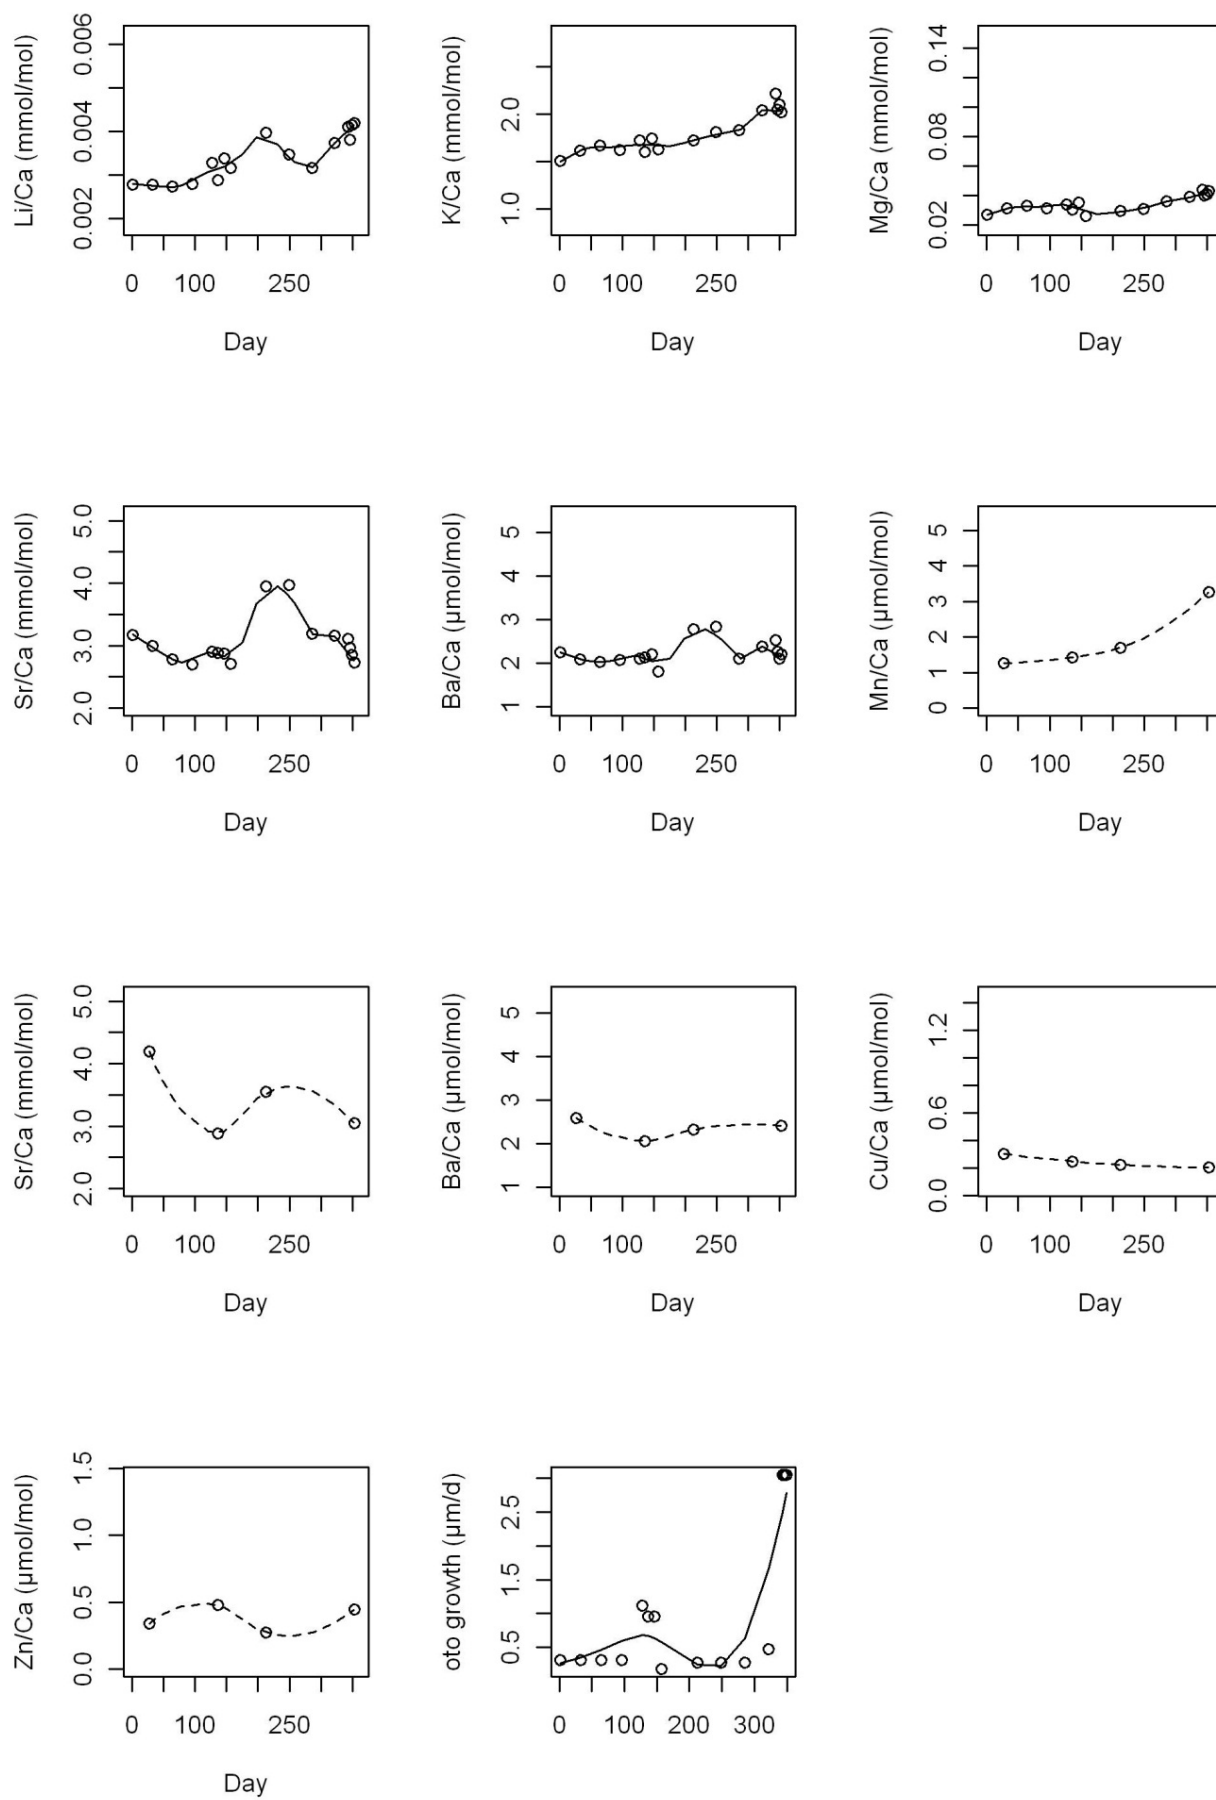 Li/Ca (mmol/mol)
0.002 0.004 0.006
0 100 250
Day
K/Ca (mmol/mol)
1.0 2.0
0 100 250
Day
Mg/Ca (mmol/mol)
0.02 0.08 0.14
0 100 250
Day
Sr/Ca (mmol/mol)
2.0 3.0 4.0 5.0
0 100 250
Day
Ba/Ca (µmol/mol)
1 2 3 4 5
0 100 250
Day
Mn/Ca (µmol/mol)
0 1 2 3 4 5
0 100 250
Day
Sr/Ca (mmol/mol)
2.0 3.0 4.0 5.0
0 100 250
Day
Ba/Ca (µmol/mol)
1 2 3 4 5
0 100 250
Day
Cu/Ca (µmol/mol)
0.0 0.6 1.2
0 100 250
Day
Zn/Ca (µmol/mol)
0.0 0.5 1.0 1.5
0 100 250
Day
oto growth (µm/d)
0.5 1.5 2.5
0 100 200 300